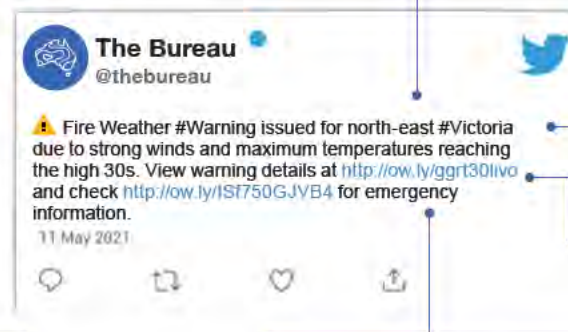 The Bureau
@thebureau
⚠ Fire Weather #Warning issued for north-east #Victoria
due to strong winds and maximum temperatures reaching
the high 30s. View warning details at http://ow.ly/ggrt30livo
and check http://ow.ly/ISf750GJVB4 for emergency
information.
11 May 2021